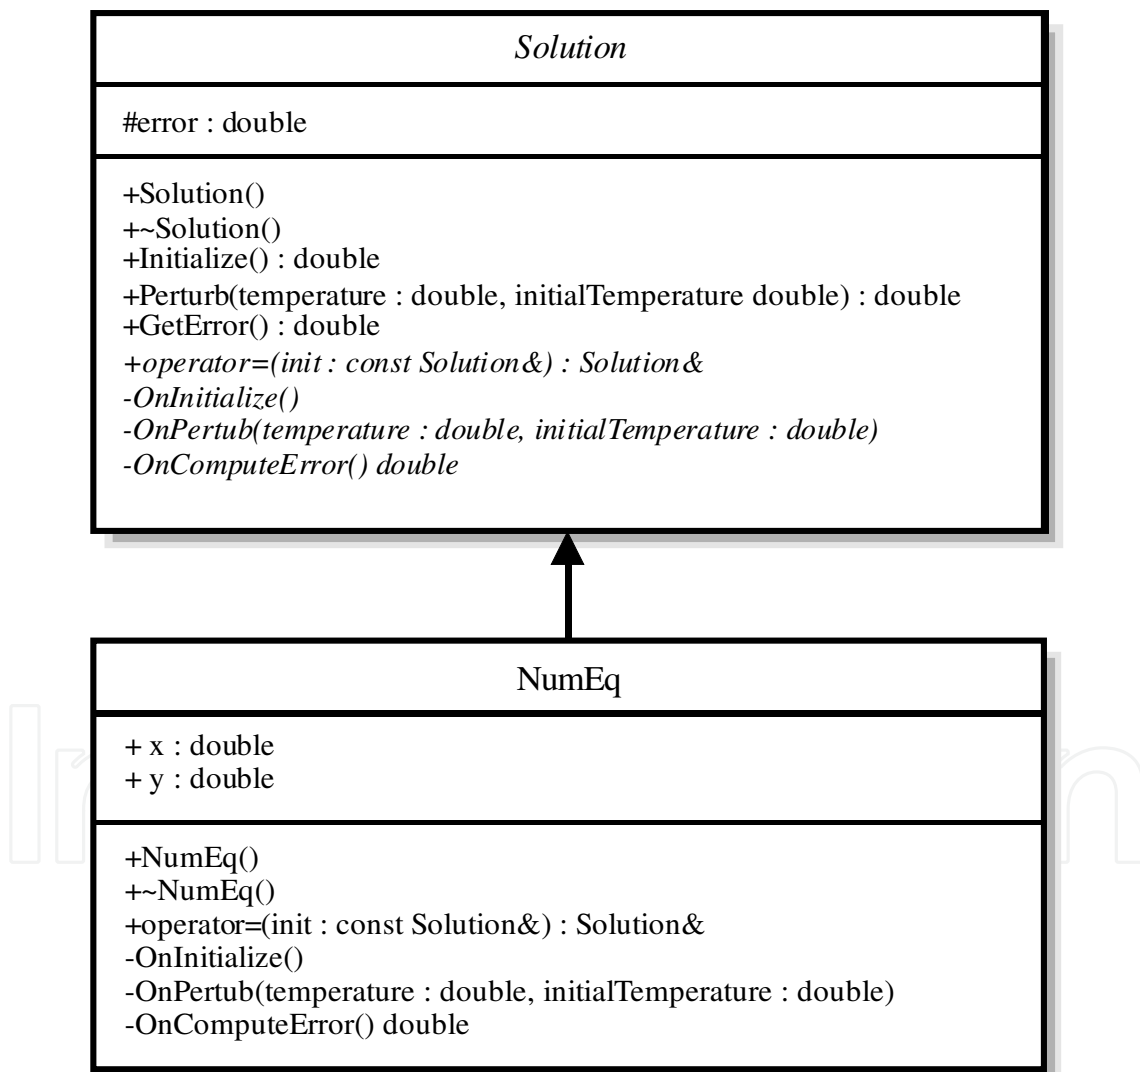 Solution
#error : double
+Solution()
+~Solution()
+Initialize() : double
+Perturb(temperature : double, initialTemperature double) : double
+GetError() : double
+operator=(init : const Solution&) : Solution&
-OnInitialize()
-OnPertub(temperature : double, initialTemperature : double)
-OnComputeError() double
NumEq
+ x : double
+ y : double
+NumEq()
+~NumEq()
+operator=(init : const Solution&) : Solution&
-OnInitialize()
-OnPertub(temperature : double, initialTemperature : double)
-OnComputeError() double